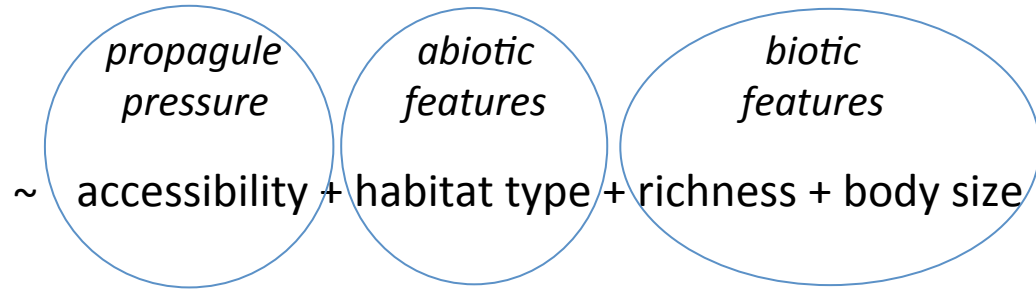 propagule pressure
abiotic features
biotic features
~ accessibility + habitat type + richness + body size